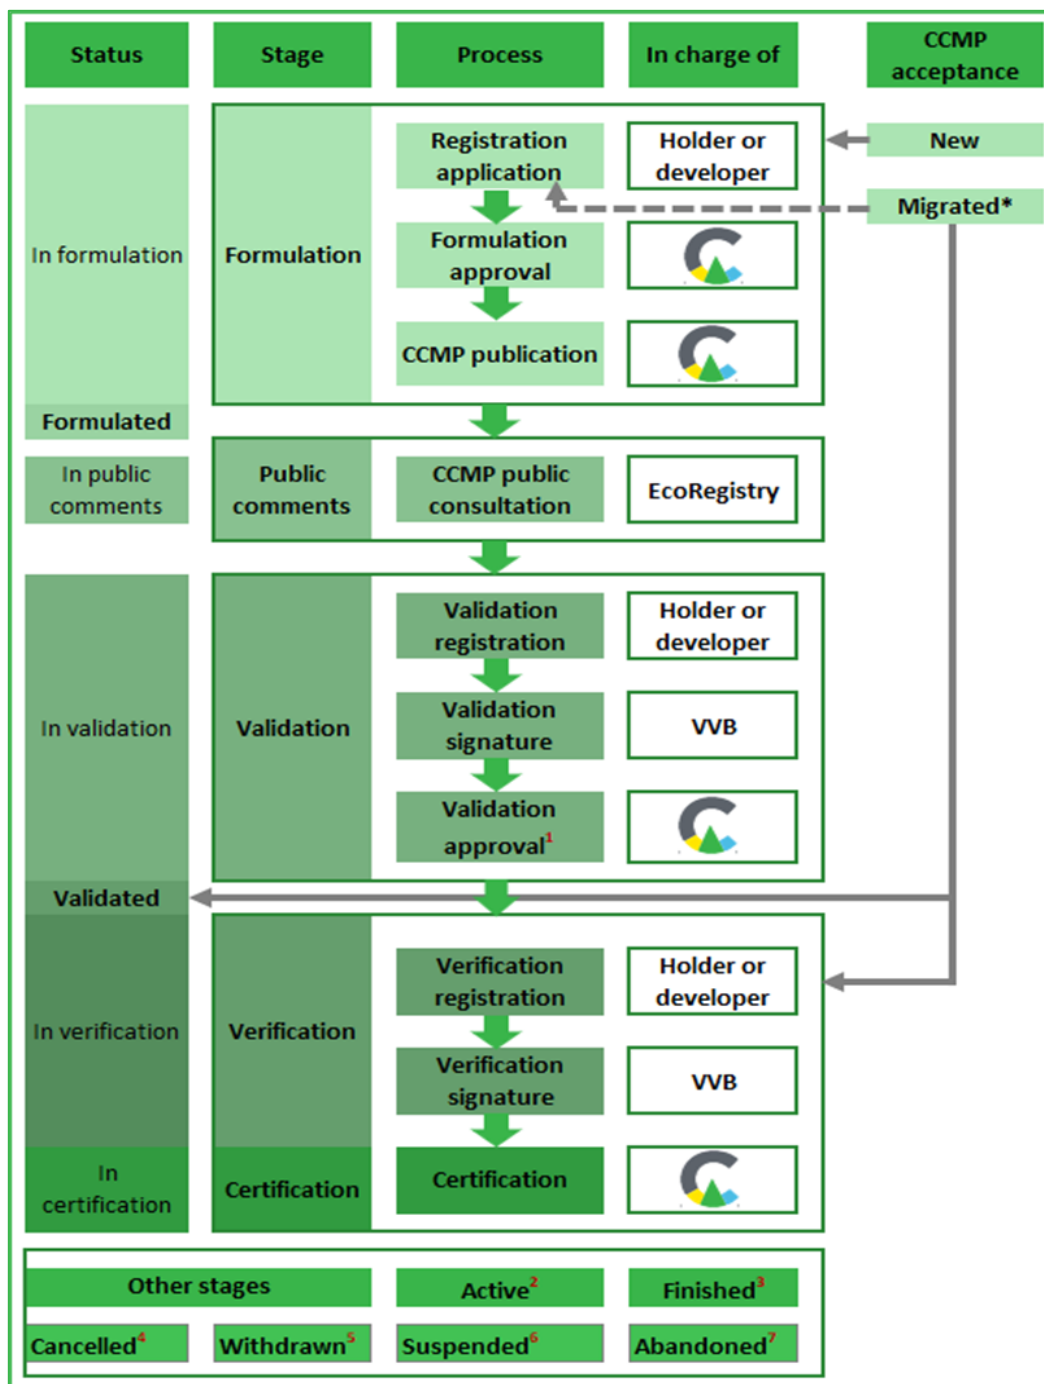 Status
Stage
Process
In charge of
CCMP
acceptance
In formulation
Formulation
Registration
application
Holder or
developer
New
Migrated*
Formulation
approval
CCMP publication
Formulated
In public
comments
Public
comments
CCMP public
consultation
EcoRegistry
In validation
Validation
Validation
registration
Holder or
developer
Validation
signature
VVB
Validation
approval1
Validated
In verification
Verification
Verification
registration
Holder or
developer
Verification
signature
VVB
In
certification
Certification
Certification
Other stages
Active2
Finished3
Cancelled4
Withdrawn5
Suspended6
Abandoned7